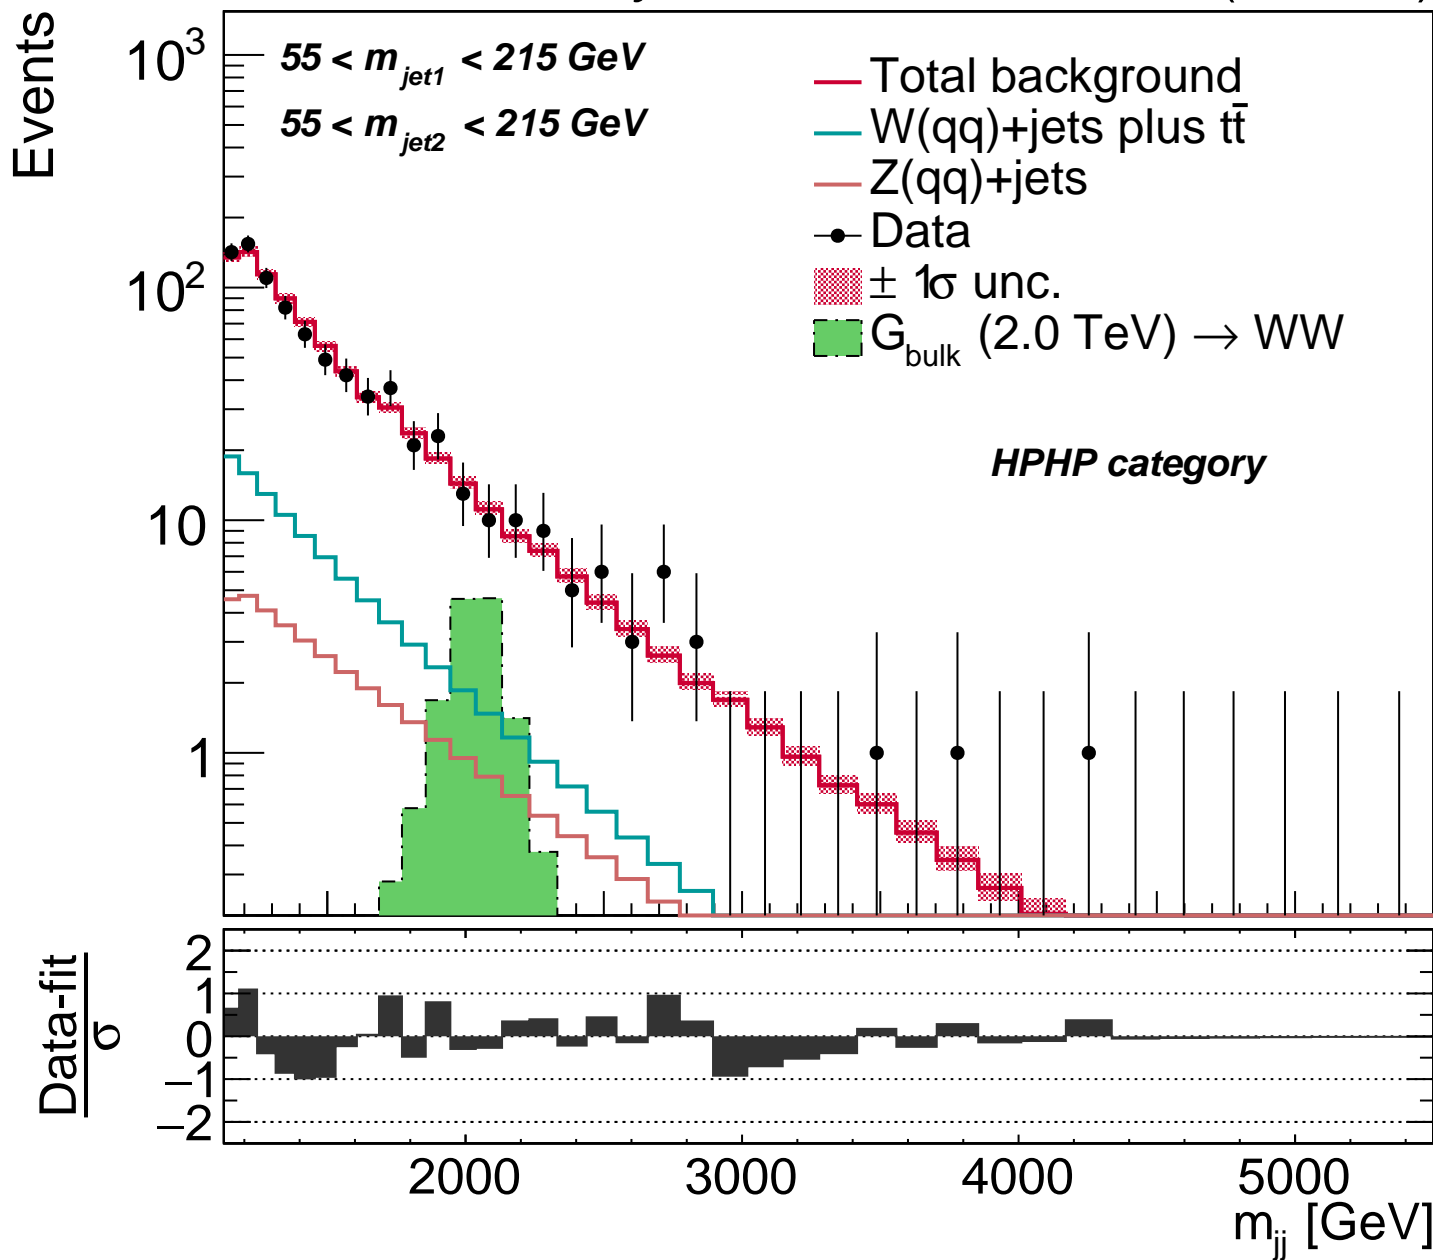 Events
10³
10²
10
1
55 < m_jet1 < 215 GeV
55 < m_jet2 < 215 GeV
Total background
W(qq)+jets plus tt̄
Z(qq)+jets
Data
± 1σ unc.
G_bulk (2.0 TeV) → WW
HPHP category
Data-fit
σ
2
1
0
−1
−2
2000
3000
4000
5000
m_jj [GeV]